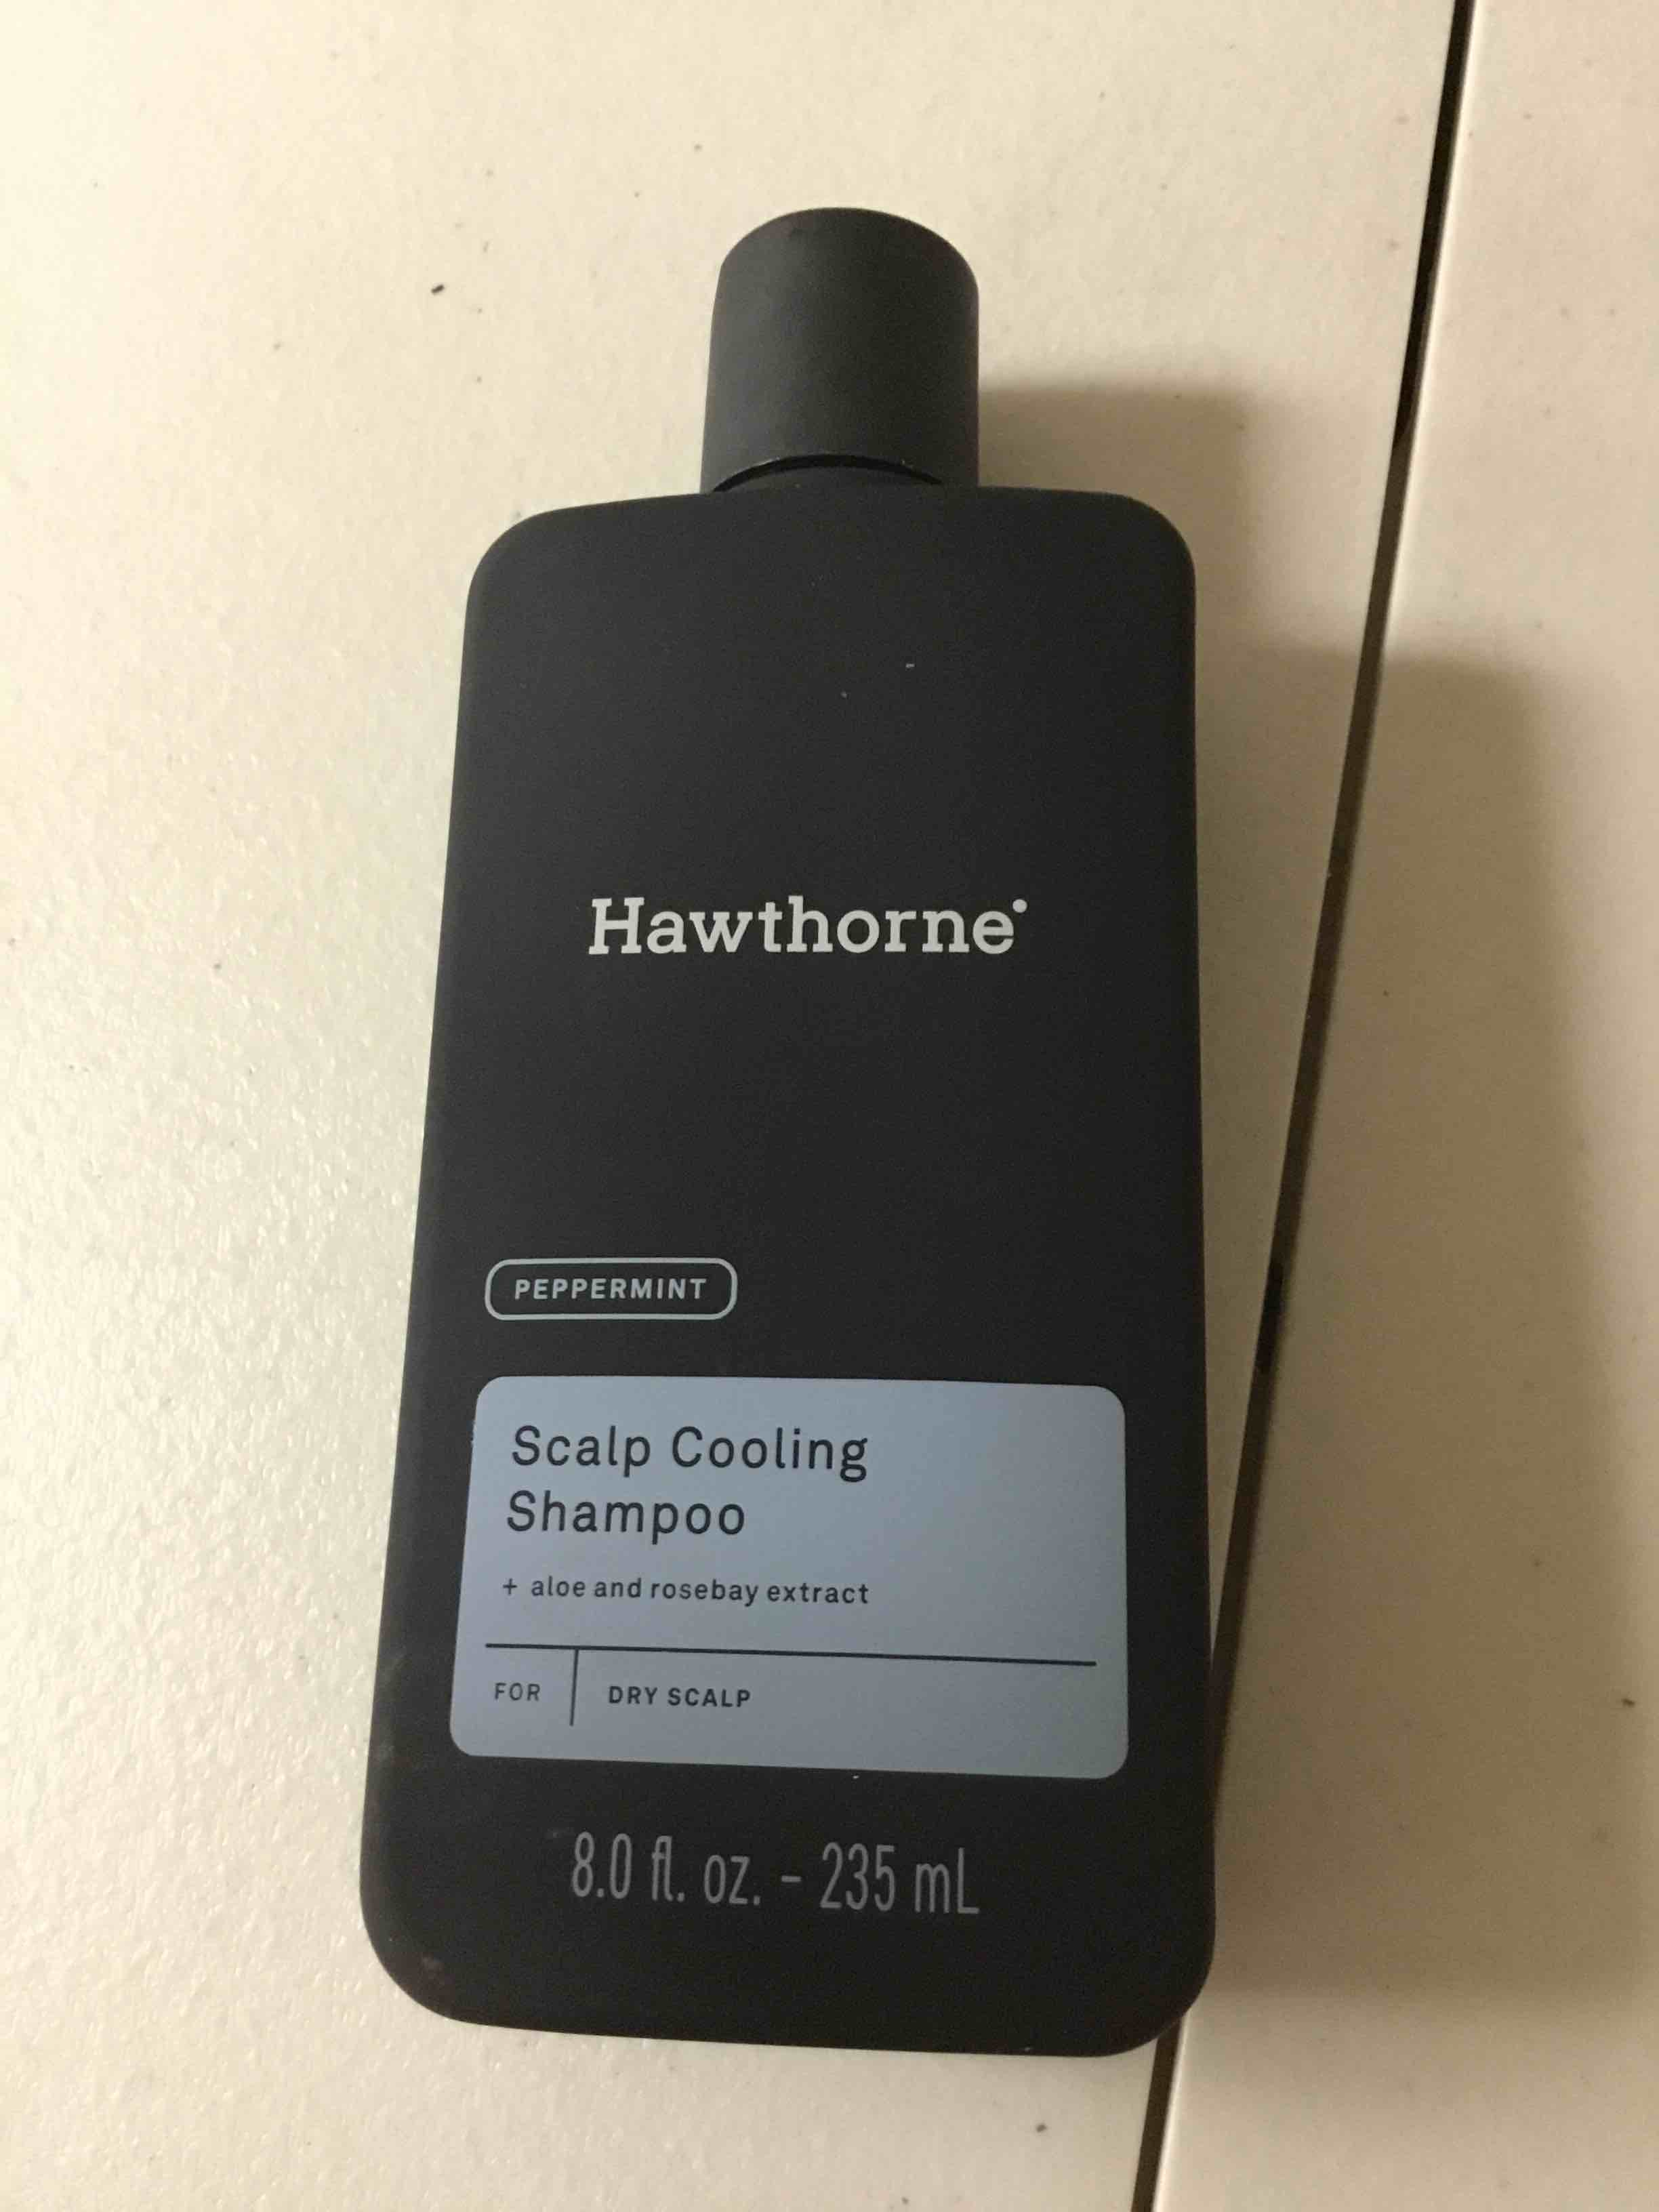 Hawthorne
PEPPERMINT
Scalp Cooling
Shampoo
+ aloe and rosebay extract
FOR DRY SCALP
8.0 fl. oz. - 235 mL